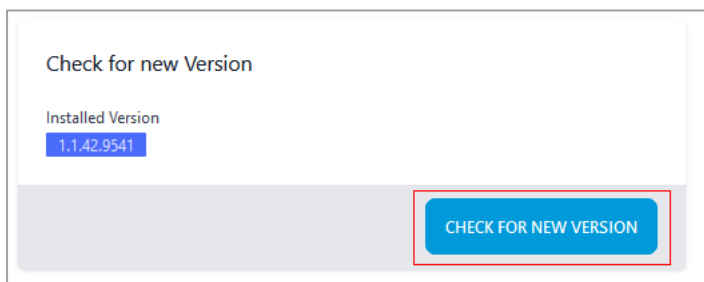 Check for new Version
Installed Version
1.1.42.9541
CHECK FOR NEW VERSION